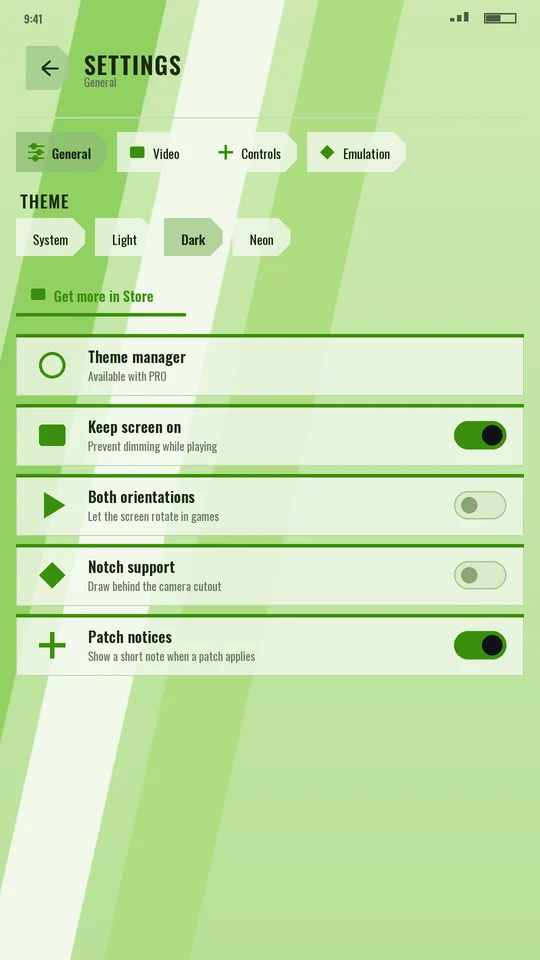 9:41
SETTINGS
General
General
Video
Controls
Emulation
THEME
System
Light
Dark
Neon
Get more in Store
Theme manager
Available with PRO
Keep screen on
Prevent dimming while playing
Both orientations
Let the screen rotate in games
Notch support
Draw behind the camera cutout
Patch notices
Show a short note when a patch applies